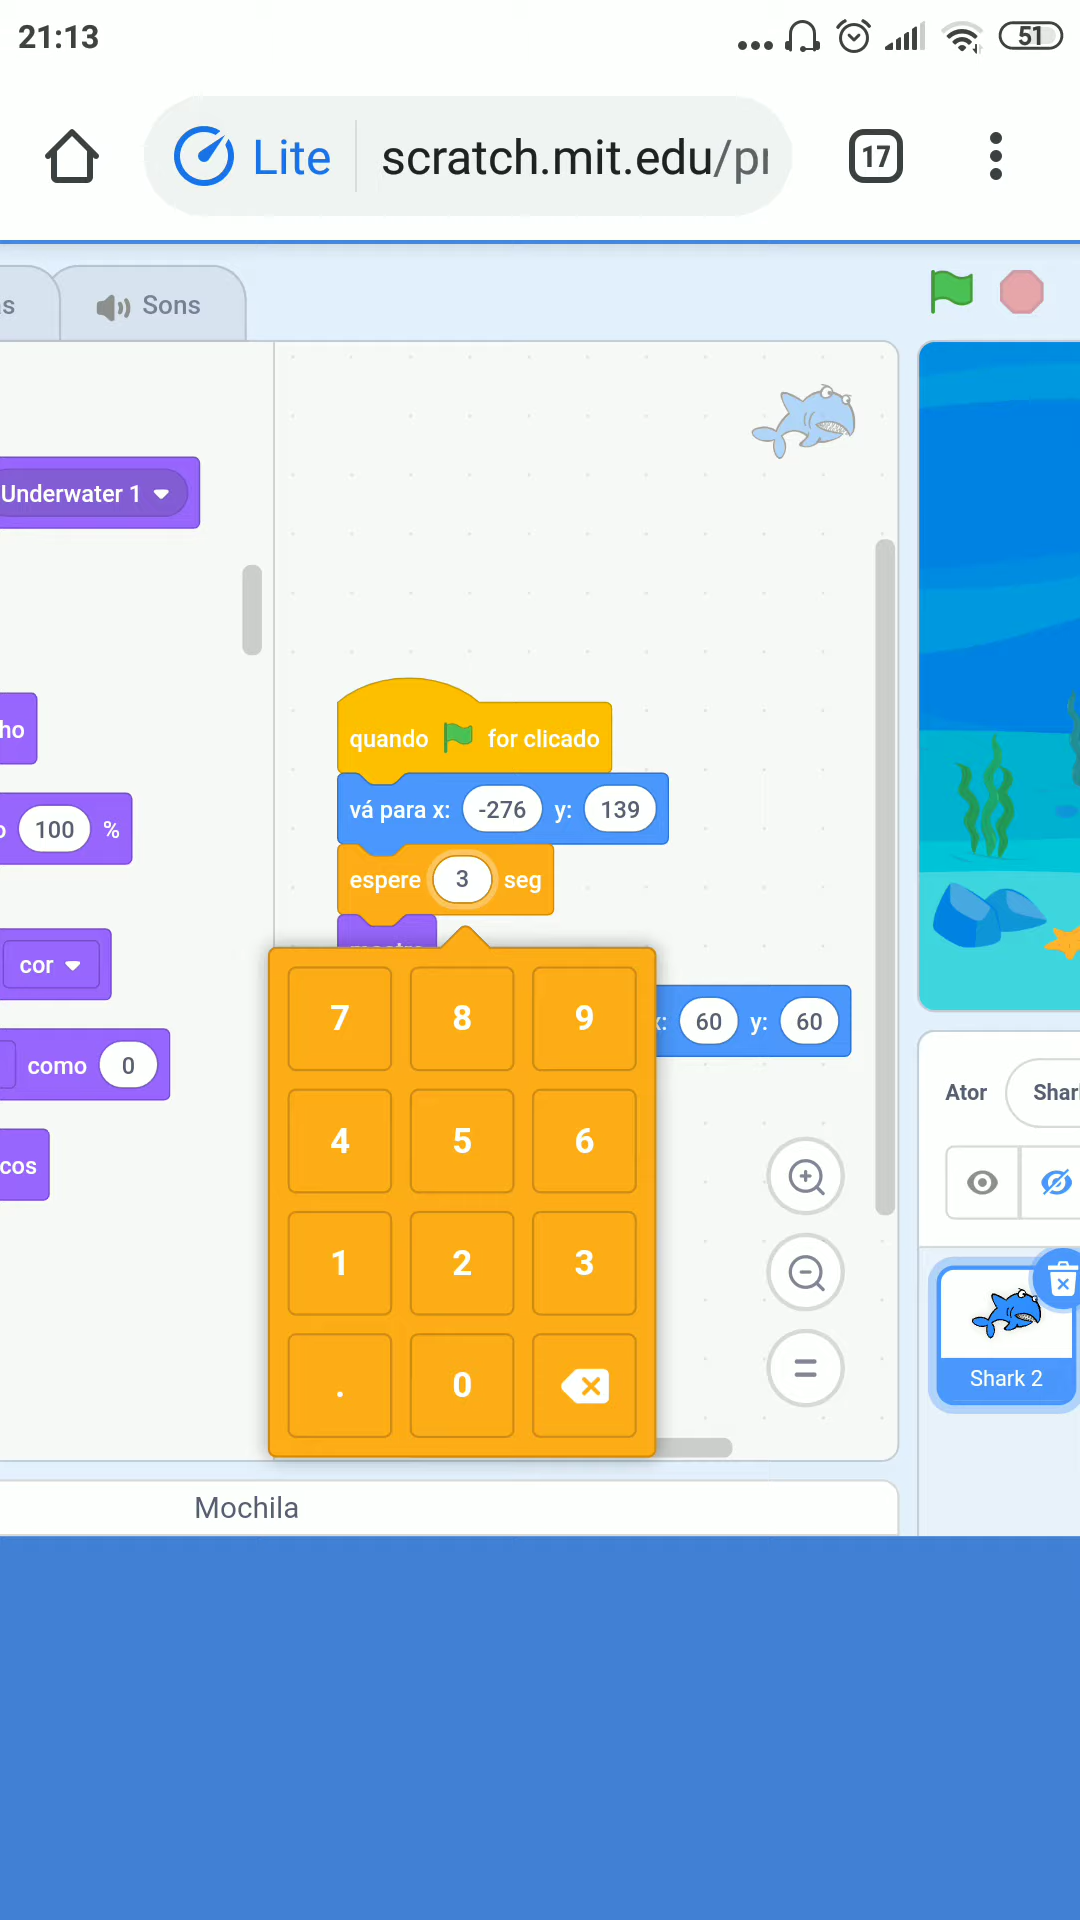 21:13
51
Lite
scratch.mit.edu/pr
17
s
Sons
Underwater 1
quando for clicado
ho
vá para x: -276 y: 139
100 %
espere 3 seg
mostre
cor
7 8 9
x: 60 y: 60
como 0
4 5 6
Ator Shar
cos
1 2 3
. 0
=
Shark 2
Mochila